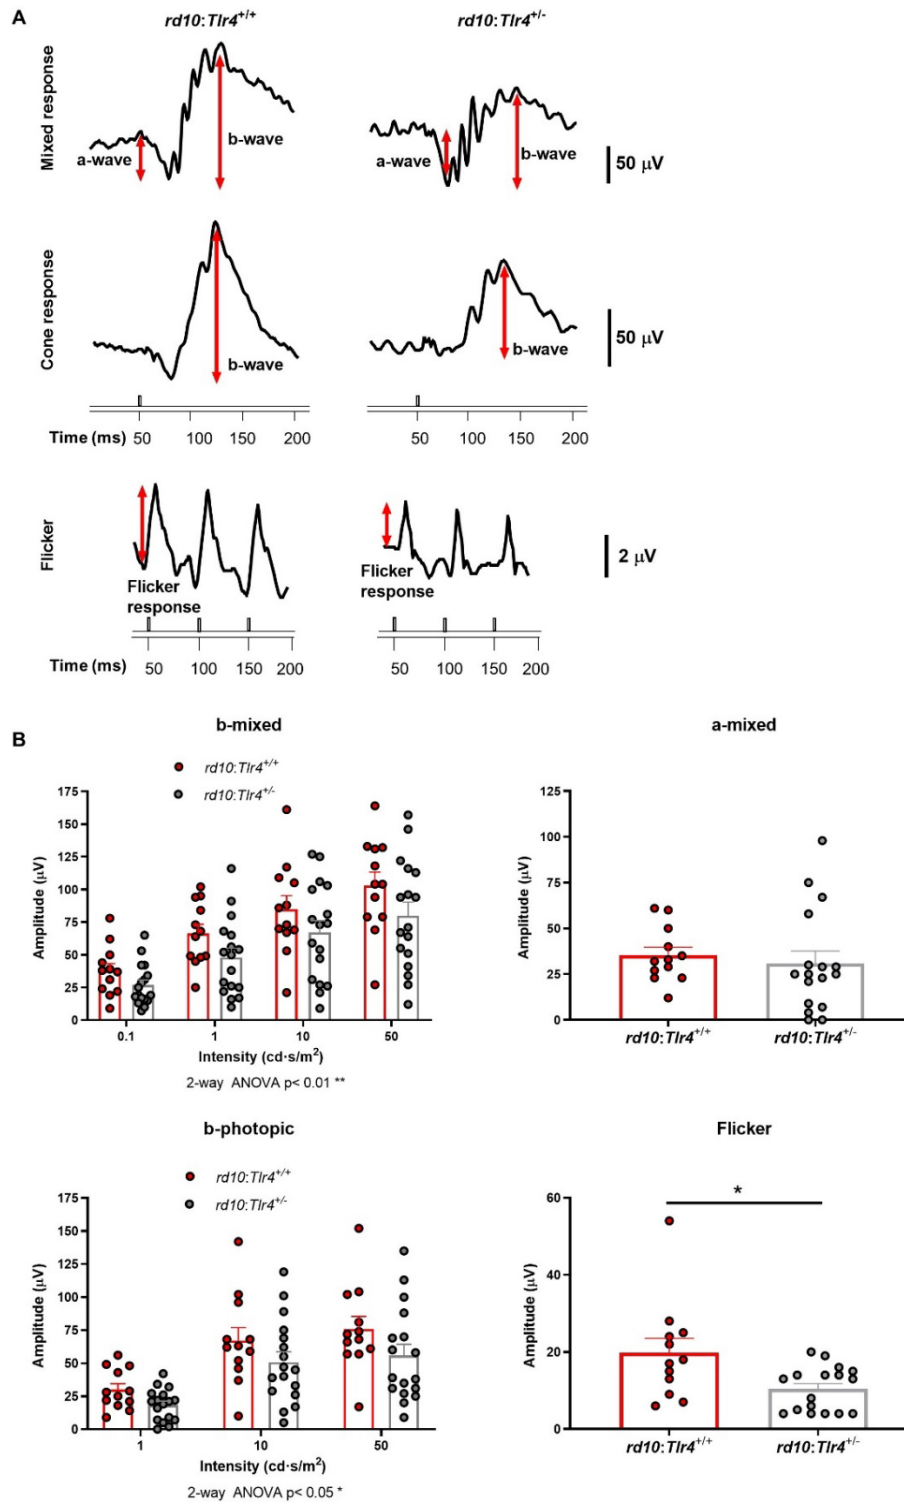 A
rd10:Tlr4+/+
rd10:Tlr4+/-
Mixed response
a-wave
b-wave
a-wave
b-wave
50 μV
Cone response
b-wave
b-wave
50 μV
Time (ms)
50
100
150
200
50
100
150
200
Flicker
Flicker
response
Flicker
response
2 μV
Time (ms)
50
100
150
200
50
100
150
200
B
b-mixed
rd10:Tlr4+/+
rd10:Tlr4+/-
Amplitude (μV)
175
150
125
100
75
50
25
0
0.1
1
10
50
Intensity (cd·s/m²)
2-way ANOVA p< 0.01 **
a-mixed
Amplitude (μV)
125
100
75
50
25
0
rd10:Tlr4+/+
rd10:Tlr4+/-
b-photopic
rd10:Tlr4+/+
rd10:Tlr4+/-
Amplitude (μV)
175
150
125
100
75
50
25
0
1
10
50
Intensity (cd·s/m²)
2-way ANOVA p< 0.05 *
Flicker
*
Amplitude (μV)
60
40
20
0
rd10:Tlr4+/+
rd10:Tlr4+/-